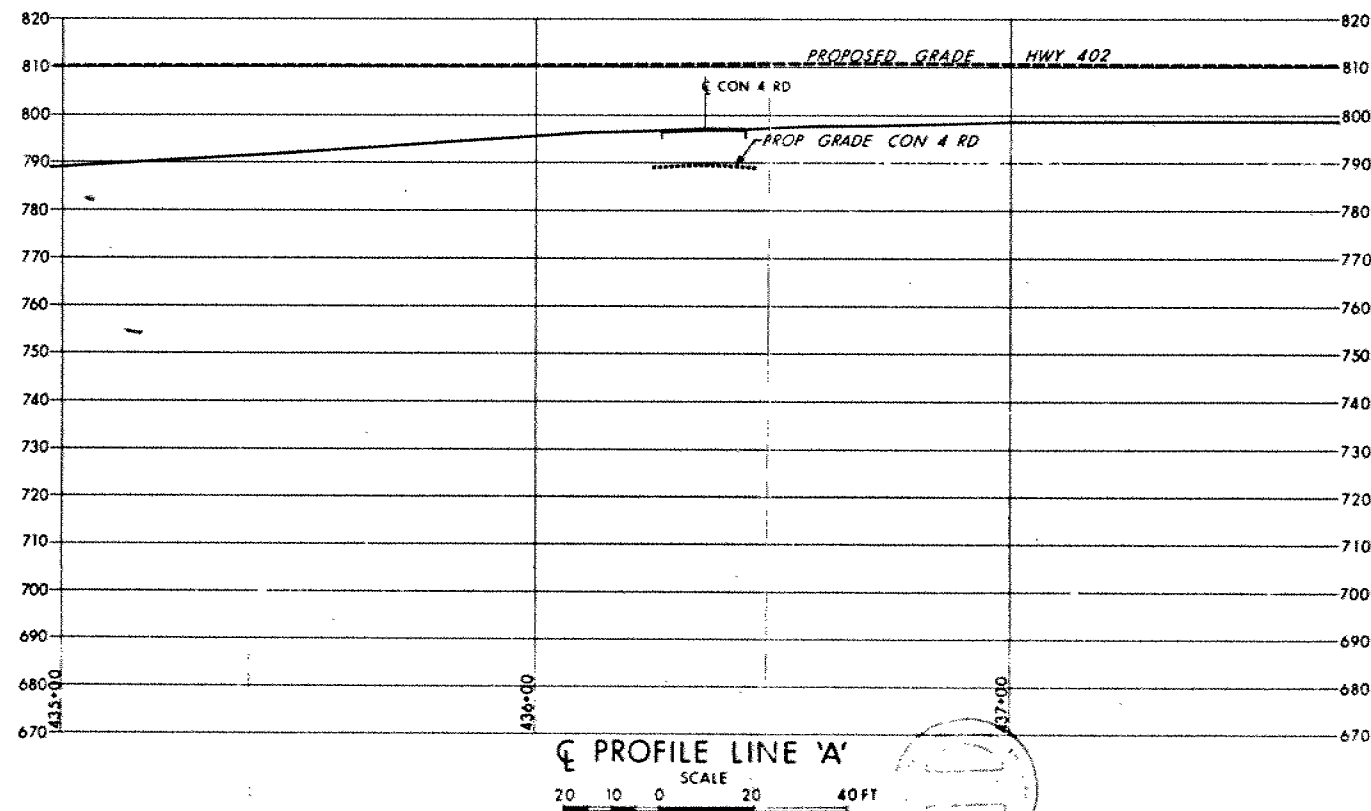 820 820
PROPOSED GRADE HWY 402
810 810
℄ CON 4 RD
800 800
PROP GRADE CON 4 RD
790 790
780 780
770 770
760 760
750 750
740 740
730 730
720 720
710 710
700 700
690 690
680 680
435+00 436+00 437+00
670 670
℄ PROFILE LINE 'A'
SCALE
20 10 0 20 40 FT